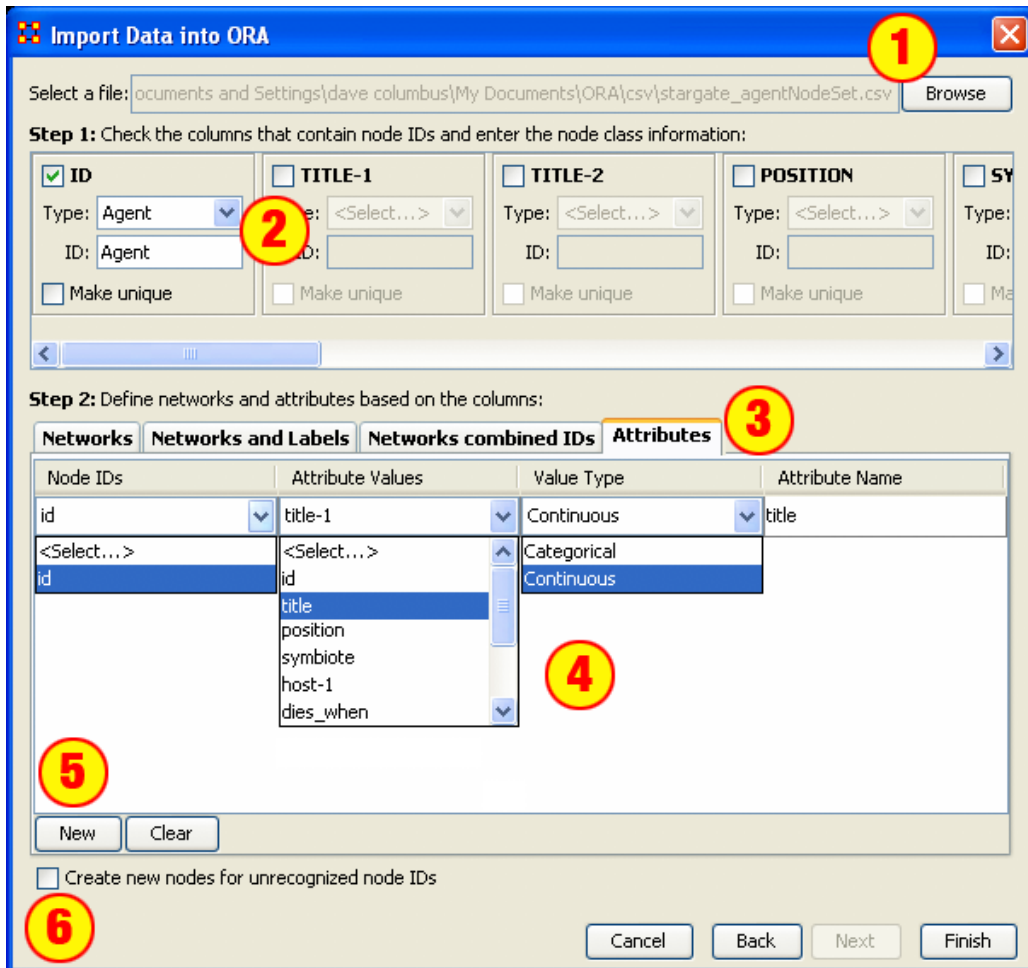 Import Data into ORA
1
Select a file: ocuments and Settings\dave columbus\My Documents\ORA\csv\stargate_agentNodeSet.csv Browse
Step 1: Check the columns that contain node IDs and enter the node class information:
ID TITLE-1 TITLE-2 POSITION SY
Type: Agent e: <Select...> Type: <Select...> Type: <Select...> Type:
2
ID: Agent ID: ID: ID: ID:
Make unique Make unique Make unique Make unique Ma
Step 2: Define networks and attributes based on the columns:
3
Networks Networks and Labels Networks combined IDs Attributes
Node IDs Attribute Values Value Type Attribute Name
id title-1 Continuous title
<Select...> <Select...> Categorical
id id Continuous
title
position
symbiote
4
host-1
dies_when
5
New Clear
Create new nodes for unrecognized node IDs
6
Cancel Back Next Finish